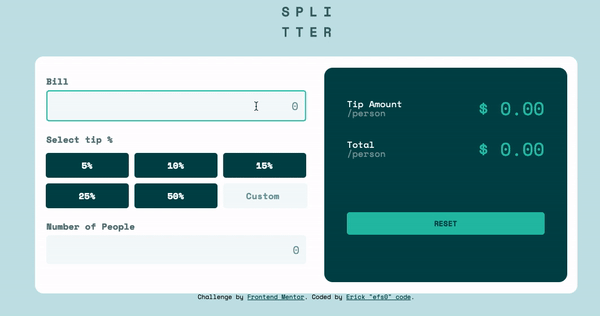 SPLI
TTER
Bill
0
Select tip %
5%
10%
15%
25%
50%
Custom
Number of People
0
Tip Amount
/person
$ 0.00
Total
/person
$ 0.00
RESET
Challenge by Frontend Mentor. Coded by Erick "efs0" code.